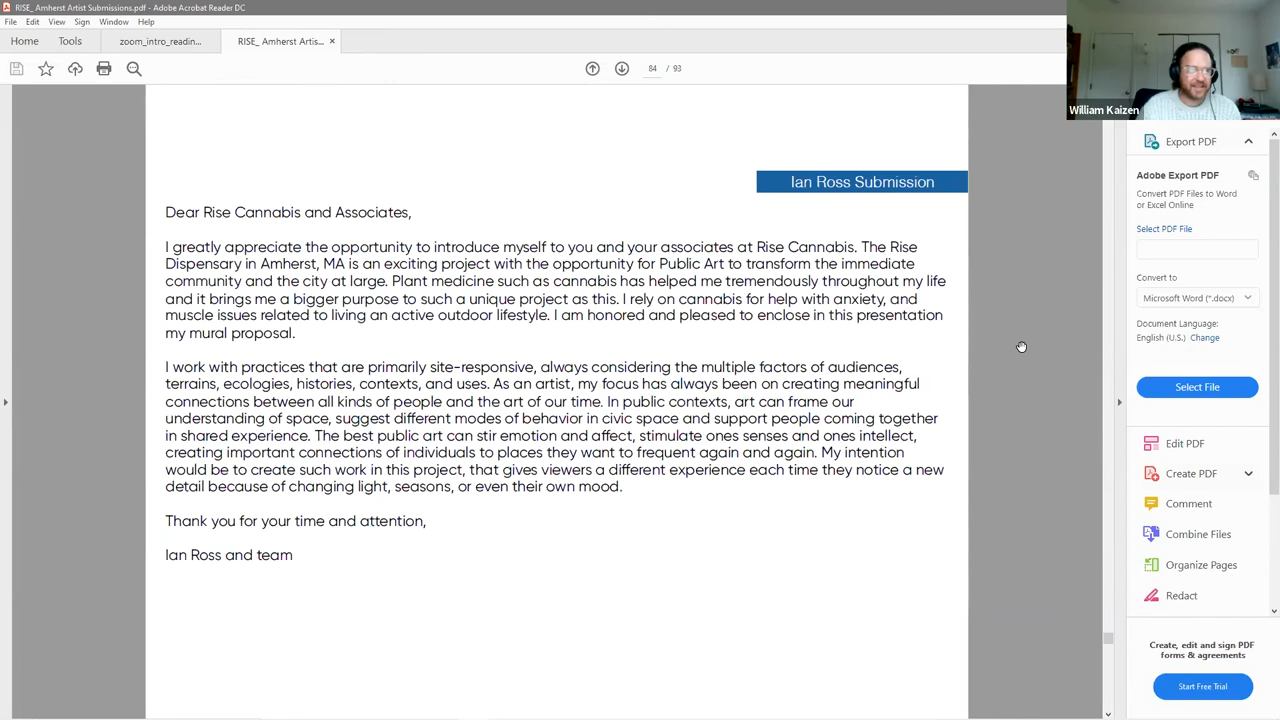 RISE_ Amherst Artist Submissions.pdf - Adobe Acrobat Reader DC
File Edit View Sign Window Help
Home Tools zoom_intro_readin... RISE_ Amherst Artis... ×
84 / 93
William Kaizen
Ian Ross Submission
Dear Rise Cannabis and Associates,
I greatly appreciate the opportunity to introduce myself to you and your associates at Rise Cannabis. The Rise
Dispensary in Amherst, MA is an exciting project with the opportunity for Public Art to transform the immediate
community and the city at large. Plant medicine such as cannabis has helped me tremendously throughout my life
and it brings me a bigger purpose to such a unique project as this. I rely on cannabis for help with anxiety, and
muscle issues related to living an active outdoor lifestyle. I am honored and pleased to enclose in this presentation
my mural proposal.
I work with practices that are primarily site-responsive, always considering the multiple factors of audiences,
terrains, ecologies, histories, contexts, and uses. As an artist, my focus has always been on creating meaningful
connections between all kinds of people and the art of our time. In public contexts, art can frame our
understanding of space, suggest different modes of behavior in civic space and support people coming together
in shared experience. The best public art can stir emotion and affect, stimulate ones senses and ones intellect,
creating important connections of individuals to places they want to frequent again and again. My intention
would be to create such work in this project, that gives viewers a different experience each time they notice a new
detail because of changing light, seasons, or even their own mood.
Thank you for your time and attention,
Ian Ross and team
Export PDF
Adobe Export PDF
Convert PDF Files to Word
or Excel Online
Select PDF File
Convert to
Microsoft Word (*.docx)
Document Language:
English (U.S.) Change
Select File
Edit PDF
Create PDF
Comment
Combine Files
Organize Pages
Redact
Create, edit and sign PDF
forms & agreements
Start Free Trial